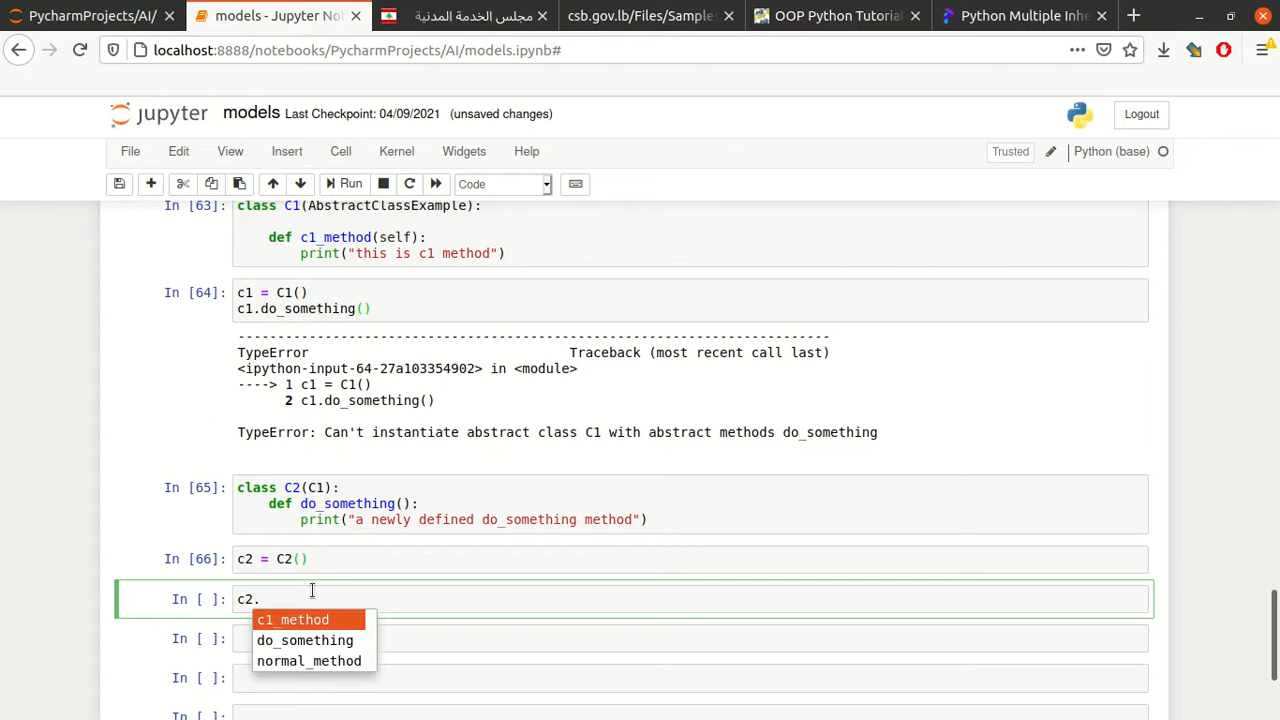 PycharmProjects/AI/
models - Jupyter No
مجلس الخدمة المدنية
csb.gov.lb/Files/Sample
OOP Python Tutorial
Python Multiple Inhe
localhost:8888/notebooks/PycharmProjects/AI/models.ipynb#
jupyter models Last Checkpoint: 04/09/2021 (unsaved changes)
Logout
File Edit View Insert Cell Kernel Widgets Help
Trusted Python (base)
Run Code
In [63]: class C1(AbstractClassExample):
def c1_method(self):
print("this is c1 method")
In [64]: c1 = C1()
c1.do_something()
---------------------------------------------------------------------------
TypeError Traceback (most recent call last)
<ipython-input-64-27a103354902> in <module>
----> 1 c1 = C1()
2 c1.do_something()
TypeError: Can't instantiate abstract class C1 with abstract methods do_something
In [65]: class C2(C1):
def do_something():
print("a newly defined do_something method")
In [66]: c2 = C2()
In [ ]: c2.
c1_method
In [ ]: do_something
normal_method
In [ ]:
In [ ]: